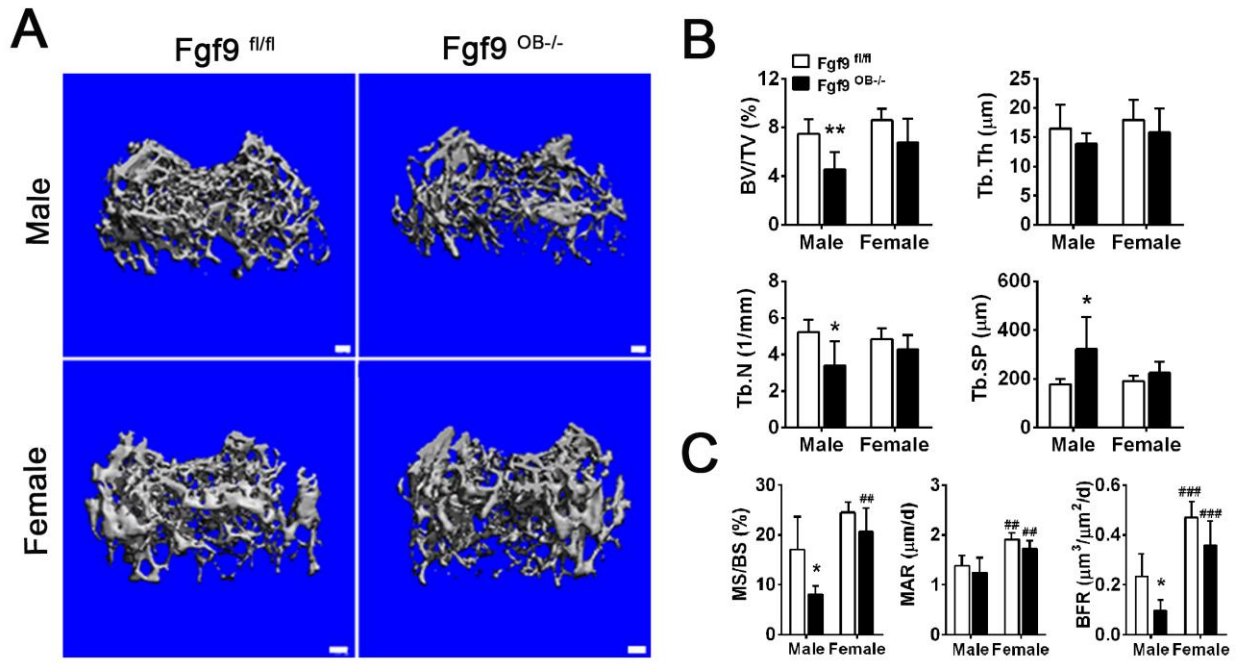 A
Fgf9 fl/fl
Fgf9 OB-/-
Male
Female
B
Fgf9 fl/fl
Fgf9 OB-/-
BV/TV (%)
12
8
4
0
**
Male Female
Tb.Th (μm)
25
20
15
10
5
0
Male Female
Tb.N (1/mm)
8
6
4
2
0
*
Male Female
Tb.SP (μm)
600
400
200
0
*
Male Female
C
MS/BS (%)
30
20
10
0
*
##
Male Female
MAR (μm/d)
3
2
1
0
##
##
Male Female
BFR (μm³/μm²/d)
0.6
0.4
0.2
0.0
*
###
###
Male Female